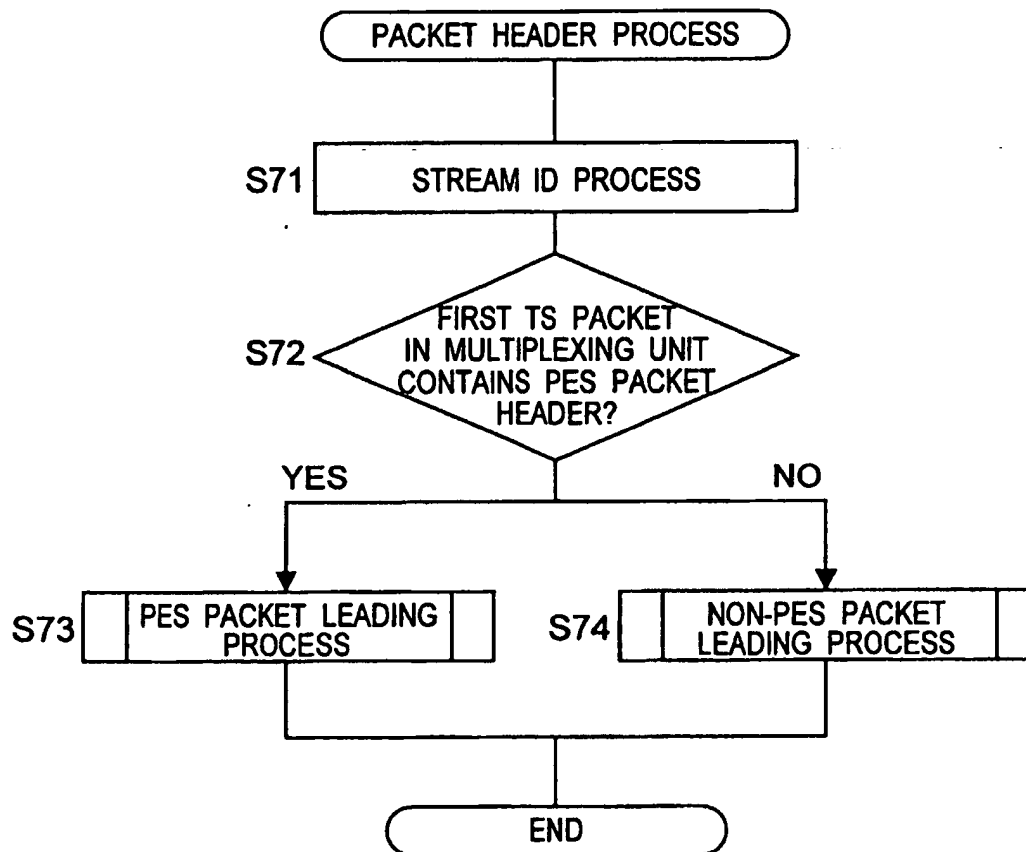 PACKET HEADER PROCESS
S71
STREAM ID PROCESS
S72
FIRST TS PACKET
IN MULTIPLEXING UNIT
CONTAINS PES PACKET
HEADER?
YES
NO
S73
PES PACKET LEADING
PROCESS
S74
NON-PES PACKET
LEADING PROCESS
END